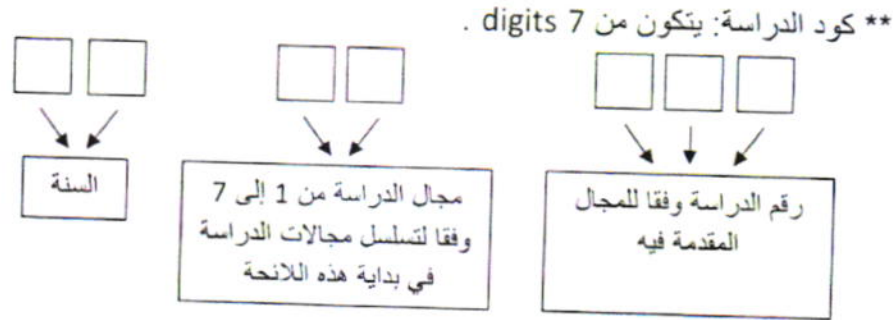 ** كود الدراسة: يتكون من 7 digits .
رقم الدراسة وفقا للمجال
المقدمة فيه
مجال الدراسة من 1 إلى 7
وفقا لتسلسل مجالات الدراسة
في بداية هذه اللائحة
السنة